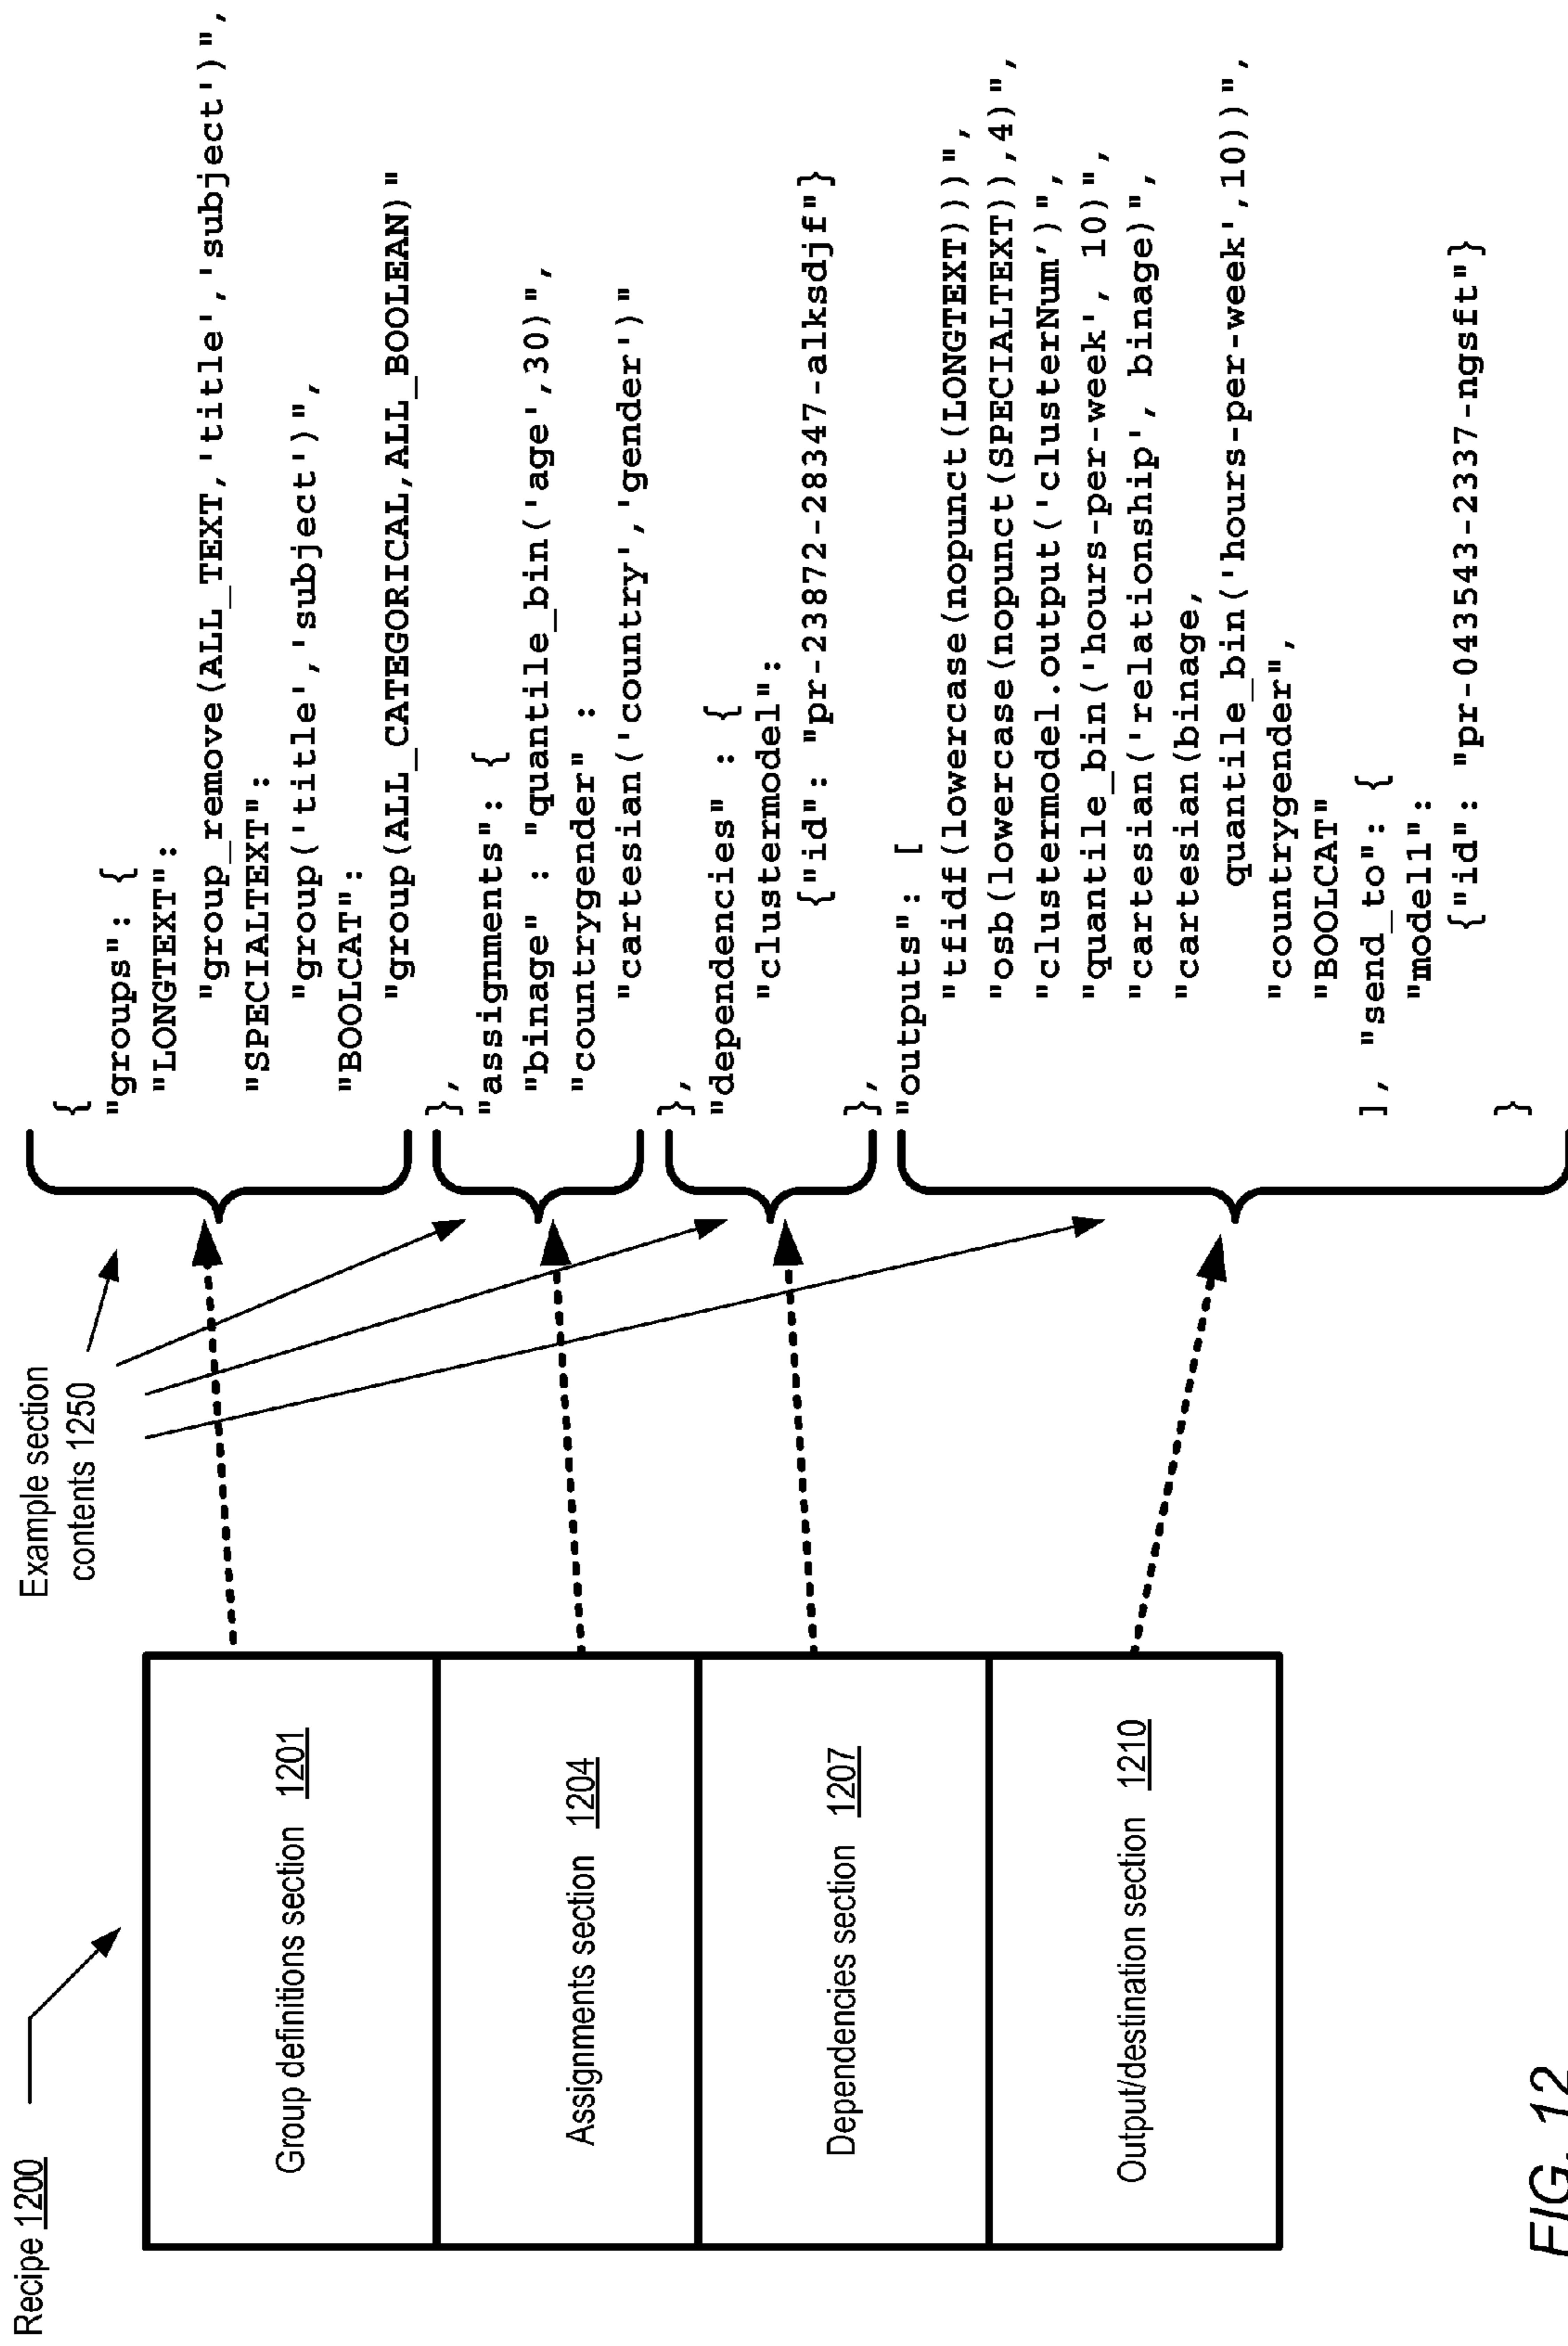 Recipe 1200
Group definitions section 1201
Assignments section 1204
Dependencies section 1207
Output/destination section 1210
Example section
contents 1250
{
"groups": {
"LONGTEXT":
"group_remove(ALL_TEXT,'title','subject')",
"SPECIALTEXT":
"group('title','subject')",
"BOOLCAT":
"group(ALL_CATEGORICAL,ALL_BOOLEAN)"
},
"assignments": {
"binage" : "quantile_bin('age',30)",
"countrygender" :
"cartesian('country','gender')"
},
"dependencies" : {
"clustermodel":
{"id": "pr-23872-28347-alksdjf"}
},
"outputs": [
"tfidf(lowercase(nopunct(LONGTEXT)))",
"osb(lowercase(nopunct(SPECIALTEXT)),4)",
"clustermodel.output('clusterNum’)",
"quantile_bin('hours-per-week', 10)",
"cartesian('relationship', binage)",
"cartesian(binage,
quantile_bin('hours-per-week',10))",
"countrygender",
"BOOLCAT"
], "send_to": {
"model1":
{"id": "pr-043543-2337-ngsft"}
}
FIG. 12